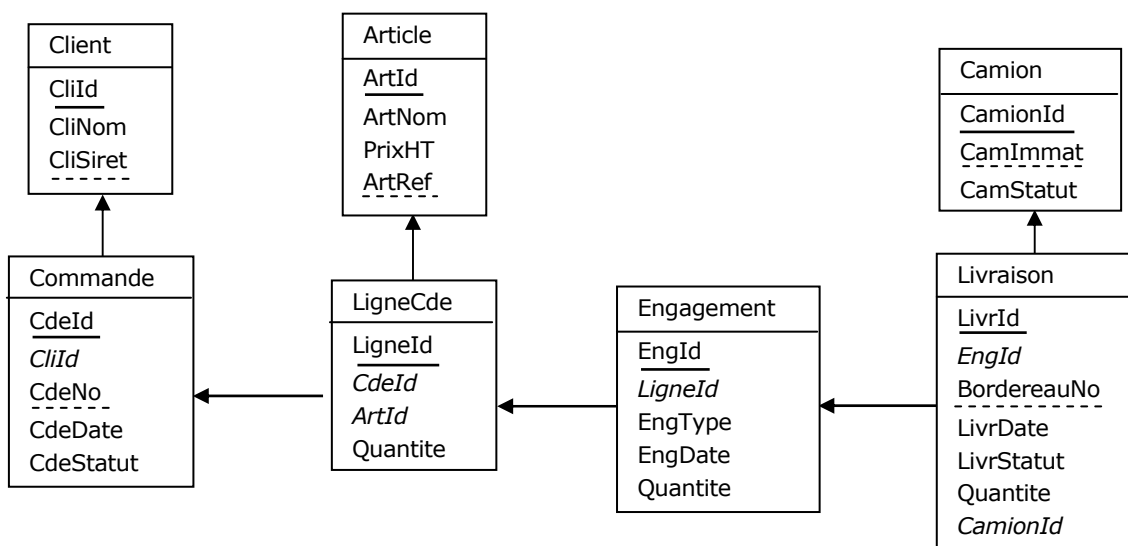 Client
CliId
CliNom
CliSiret
Article
ArtId
ArtNom
PrixHT
ArtRef
Camion
CamionId
CamImmat
CamStatut
Commande
CdeId
CliId
CdeNo
CdeDate
CdeStatut
LigneCde
LigneId
CdeId
ArtId
Quantite
Engagement
EngId
LigneId
EngType
EngDate
Quantite
Livraison
LivrId
EngId
BordereauNo
LivrDate
LivrStatut
Quantite
CamionId